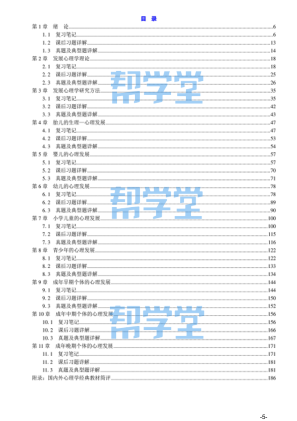 目 录
第 1 章 绪 论........................6
1. 1 复习笔记........................6
1. 2 课后习题详解........................13
1. 3 真题及典型题详解........................14
第 2 章 发展心理学理论........................18
2. 1 复习笔记........................18
2. 2 课后习题详解........................25
2. 3 真题及典型题详解........................26
第 3 章 发展心理学研究方法........................35
3. 1 复习笔记........................35
3. 2 课后习题详解........................42
3. 3 真题及典型题详解........................43
第 4 章 胎儿的生理—心理发展........................47
4. 1 复习笔记........................47
4. 2 课后习题详解........................53
4. 3 真题及典型题详解........................54
第 5 章 婴儿的心理发展........................57
5. 1 复习笔记........................57
5. 2 课后习题详解........................70
5. 3 真题及典型题详解........................71
第 6 章 幼儿的心理发展........................78
6. 1 复习笔记........................78
6. 2 课后习题详解........................89
6. 3 真题及典型题详解........................90
第 7 章 小学儿童的心理发展........................100
7. 1 复习笔记........................100
7. 2 课后习题详解........................115
7. 3 真题及典型题详解........................116
第 8 章 青少年的心理发展........................122
8. 1 复习笔记........................122
8. 2 课后习题详解........................133
8. 3 真题及典型题详解........................134
第 9 章 成年早期个体的心理发展........................144
9. 1 复习笔记........................144
9. 2 课后习题详解........................150
9. 3 真题及典型题详解........................152
第 10 章 成年中期个体的心理发展........................156
10. 1 复习笔记........................156
10. 2 课后习题详解........................166
10. 3 真题及典型题详解........................167
第 11 章 成年晚期个体的心理发展........................171
11. 1 复习笔记........................171
11. 2 课后习题详解........................181
11. 3 真题及典型题详解........................181
附录：国内外心理学经典教材简评........................186
帮学堂
帮学堂
帮学堂
-5-